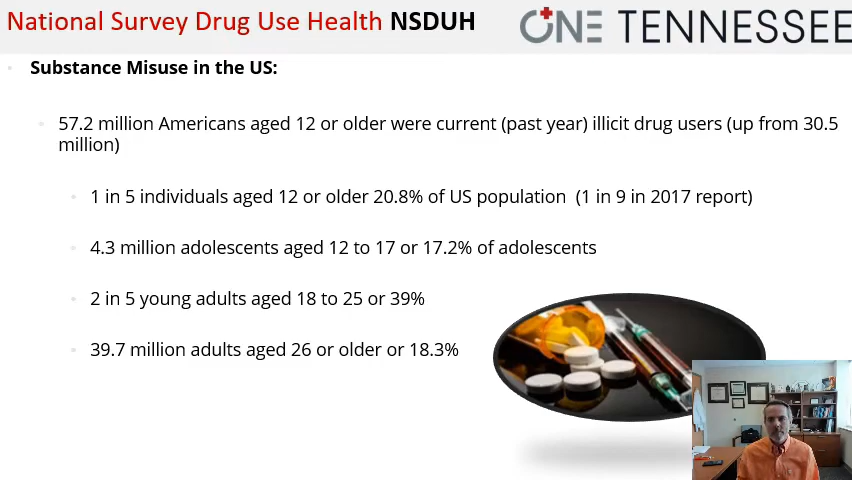 National Survey Drug Use Health NSDUH
ONE TENNESSEE
Substance Misuse in the US:
57.2 million Americans aged 12 or older were current (past year) illicit drug users (up from 30.5
million)
1 in 5 individuals aged 12 or older 20.8% of US population (1 in 9 in 2017 report)
4.3 million adolescents aged 12 to 17 or 17.2% of adolescents
2 in 5 young adults aged 18 to 25 or 39%
39.7 million adults aged 26 or older or 18.3%